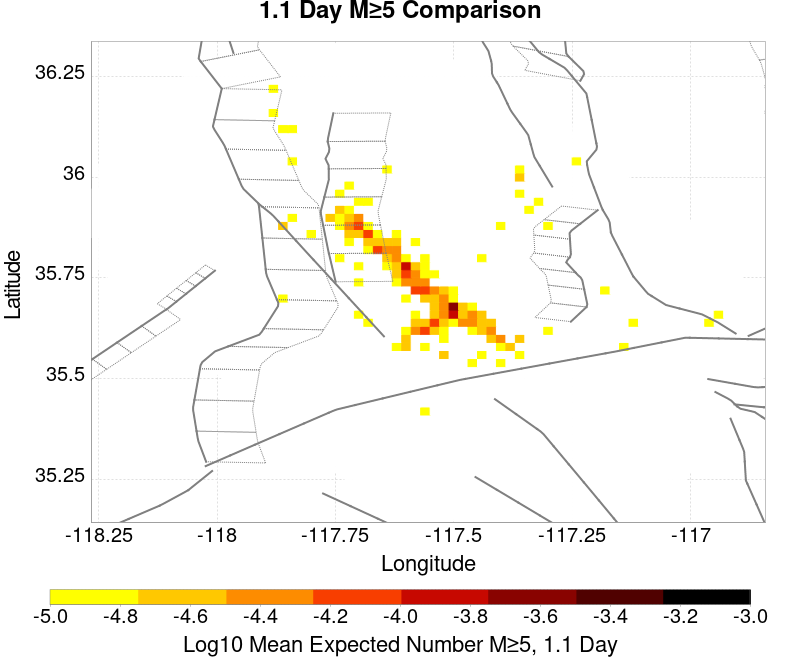 1.1 Day M≥5 Comparison
36.25
36
35.75
35.5
35.25
Latitude
-118.25 -118 -117.75 -117.5 -117.25 -117
Longitude
-5.0 -4.8 -4.6 -4.4 -4.2 -4.0 -3.8 -3.6 -3.4 -3.2 -3.0
Log10 Mean Expected Number M≥5, 1.1 Day